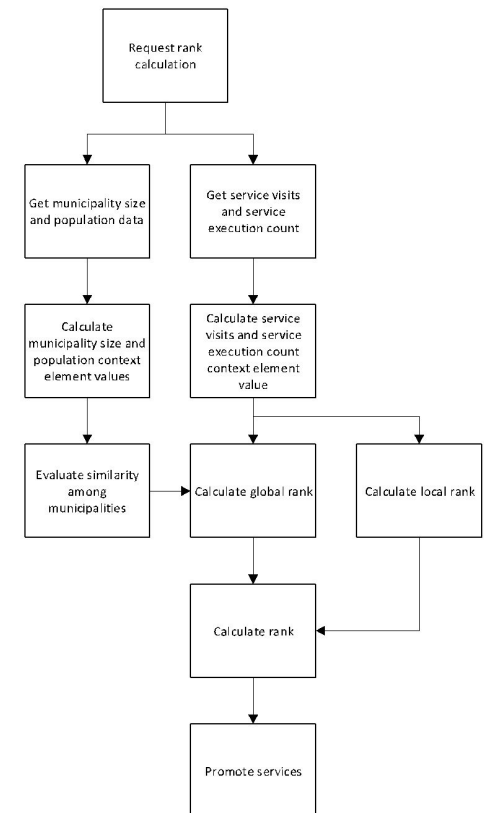 Request rank
calculation
Get municipality size
and population data
Get service visits
and service
execution count
Calculate
municipality size and
population context
element values
Calculate service
visits and service
execution count
context element
value
Evaluate similarity
among
municipalities
Calculate global rank
Calculate local rank
Calculate rank
Promote services